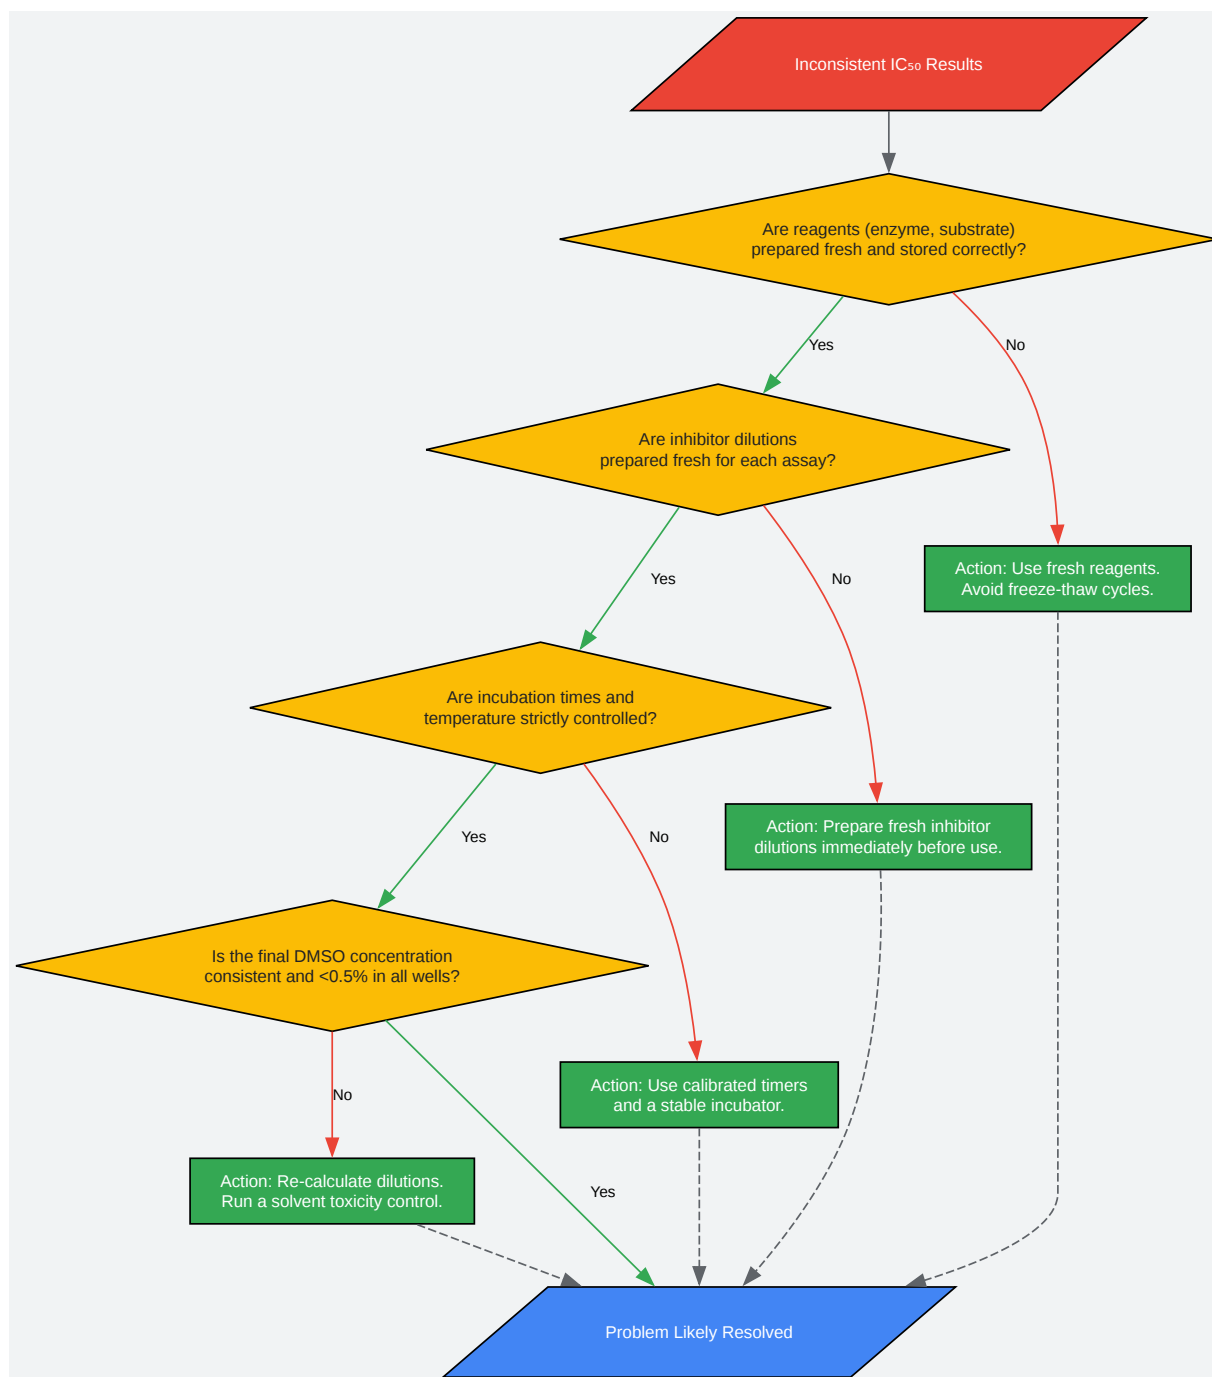 Inconsistent IC₅₀ Results
Are reagents (enzyme, substrate)
prepared fresh and stored correctly?
Yes
No
Are inhibitor dilutions
prepared fresh for each assay?
Action: Use fresh reagents.
Avoid freeze-thaw cycles.
Yes
No
Are incubation times and
temperature strictly controlled?
Action: Prepare fresh inhibitor
dilutions immediately before use.
Yes
No
Is the final DMSO concentration
consistent and <0.5% in all wells?
Action: Use calibrated timers
and a stable incubator.
No
Action: Re-calculate dilutions.
Run a solvent toxicity control.
Yes
Problem Likely Resolved